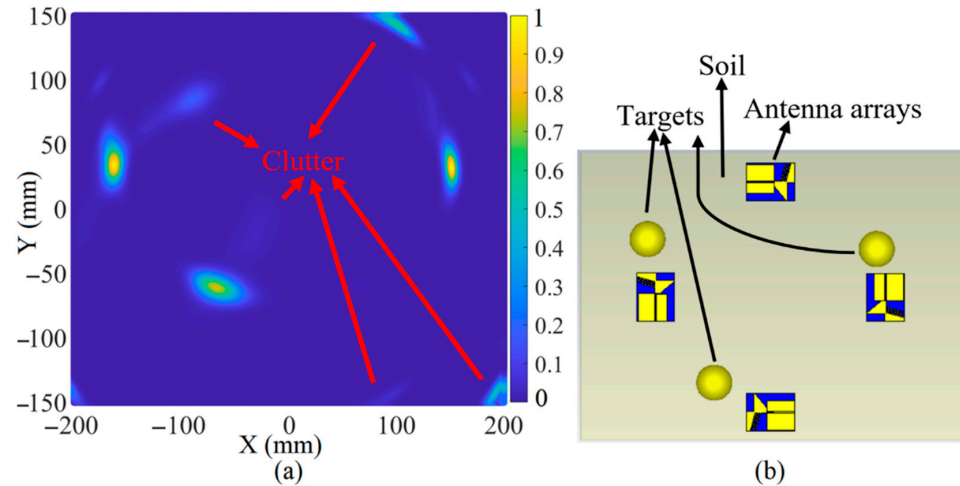 150
100
50
0
−50
−100
−150
Y (mm)
−200
−100
0
100
200
X (mm)
Clutter
1
0.9
0.8
0.7
0.6
0.5
0.4
0.3
0.2
0.1
0
(a)
Soil
Targets
Antenna arrays
(b)